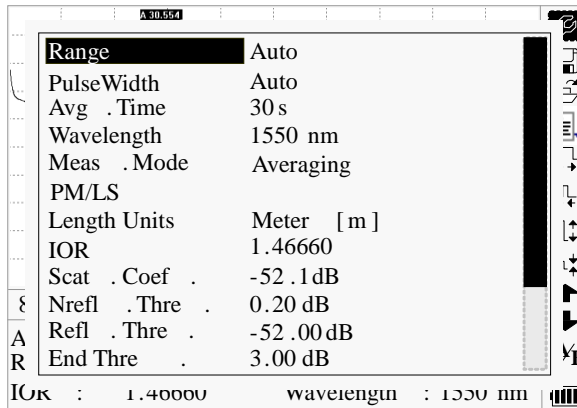 A 30.554
Range Auto
PulseWidth Auto
Avg . Time 30 s
Wavelength 1550 nm
Meas . Mode Averaging
PM/LS
Length Units Meter [ m ]
IOR 1.46660
Scat . Coef . -52 .1 dB
Nrefl . Thre . 0.20 dB
Refl . Thre . -52 .00 dB
End Thre . 3.00 dB
A
R
IOR : 1.46660 Wavelength : 1550 nm